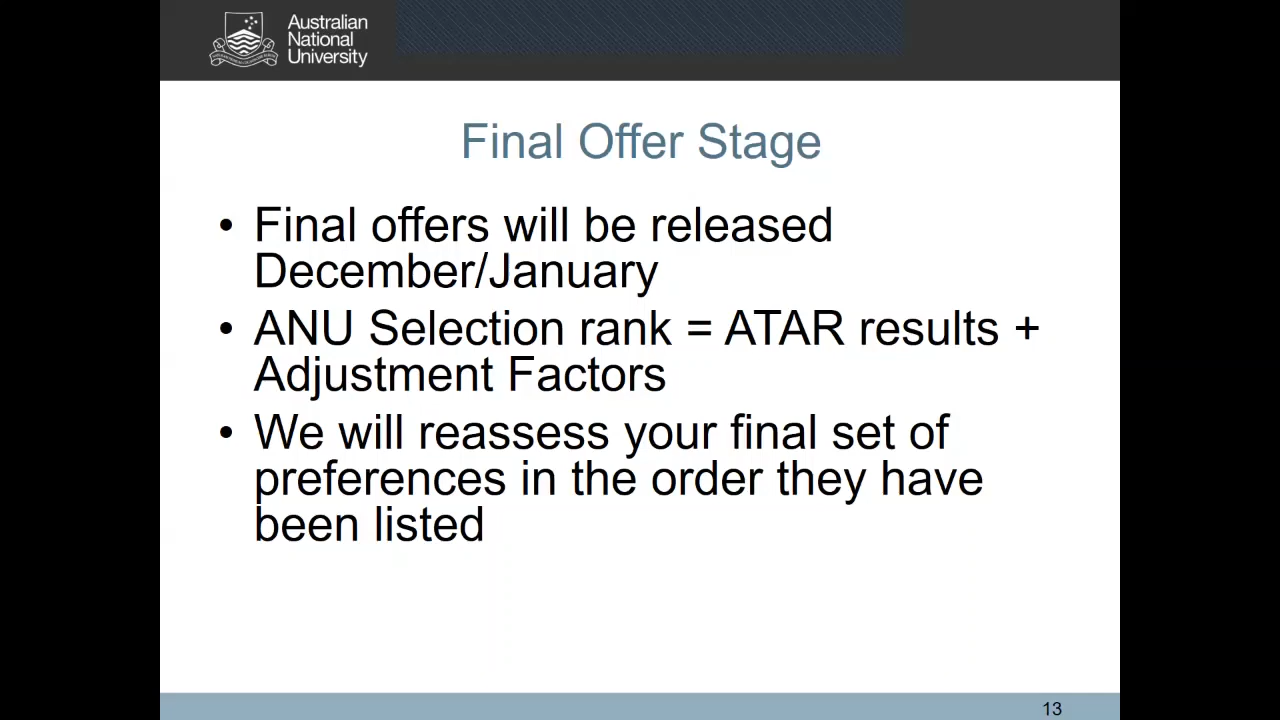 Australian
National
University
Final Offer Stage
• Final offers will be released
December/January
• ANU Selection rank = ATAR results +
Adjustment Factors
• We will reassess your final set of
preferences in the order they have
been listed
13